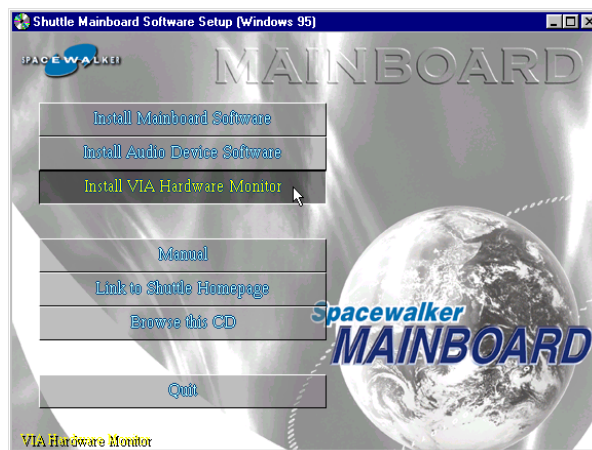 Shuttle Mainboard Software Setup (Windows 95)
SPACEWALKER
MAINBOARD
Install Mainboard Software
Install Audio Device Software
Install VIA Hardware Monitor
Manual
Link to Shuttle Homepage
Browse this CD
Spacewalker
MAINBOARD
Quit
VIA Hardware Monitor